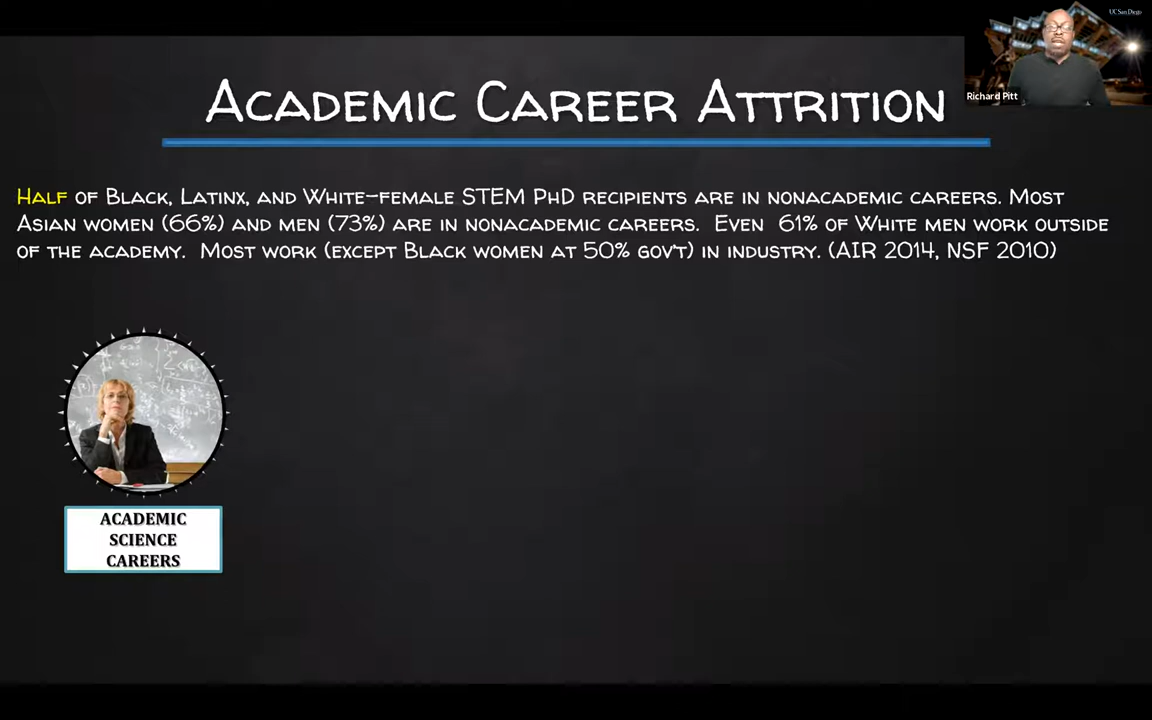 UC San Diego
Richard Pitt
ACADEMIC CAREER ATTRITION
HALF OF BLACK, LATINX, AND WHITE-FEMALE STEM PHD RECIPIENTS ARE IN NONACADEMIC CAREERS. MOST
ASIAN WOMEN (66%) AND MEN (73%) ARE IN NONACADEMIC CAREERS. EVEN 61% OF WHITE MEN WORK OUTSIDE
OF THE ACADEMY. MOST WORK (EXCEPT BLACK WOMEN AT 50% GOV'T) IN INDUSTRY. (AIR 2014, NSF 2010)
ACADEMIC
SCIENCE
CAREERS